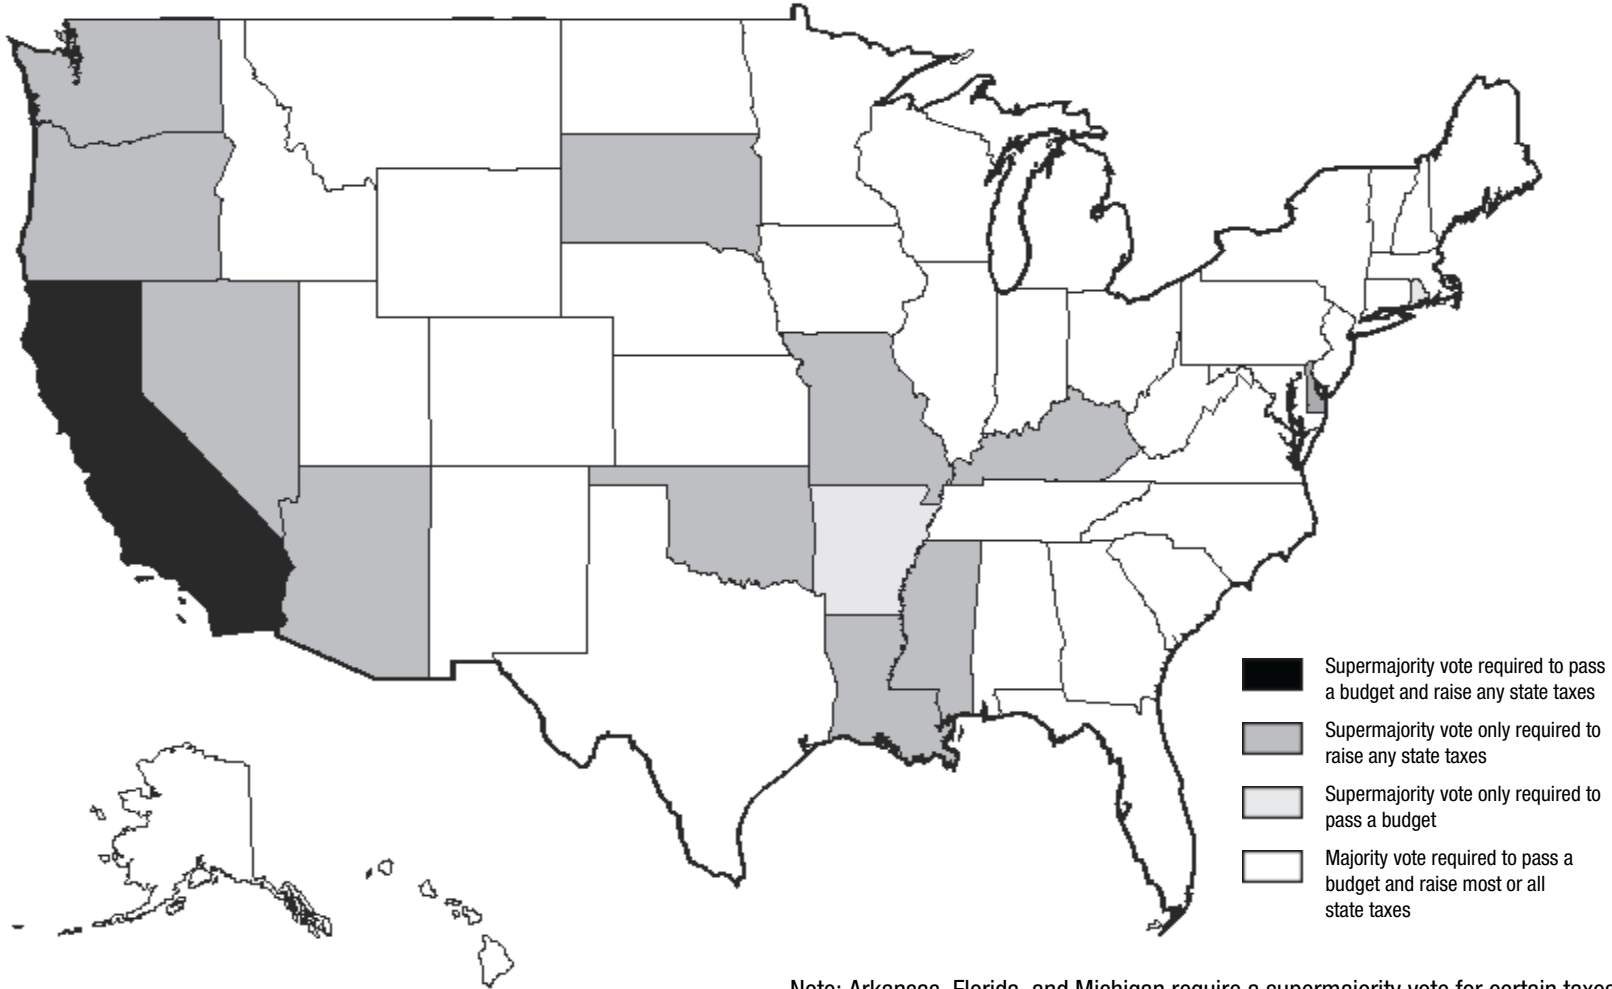 Supermajority vote required to pass
a budget and raise any state taxes
Supermajority vote only required to
raise any state taxes
Supermajority vote only required to
pass a budget
Majority vote required to pass a
budget and raise most or all
state taxes
Note: Arkansas, Florida, and Michigan require a supermajority vote for certain taxes